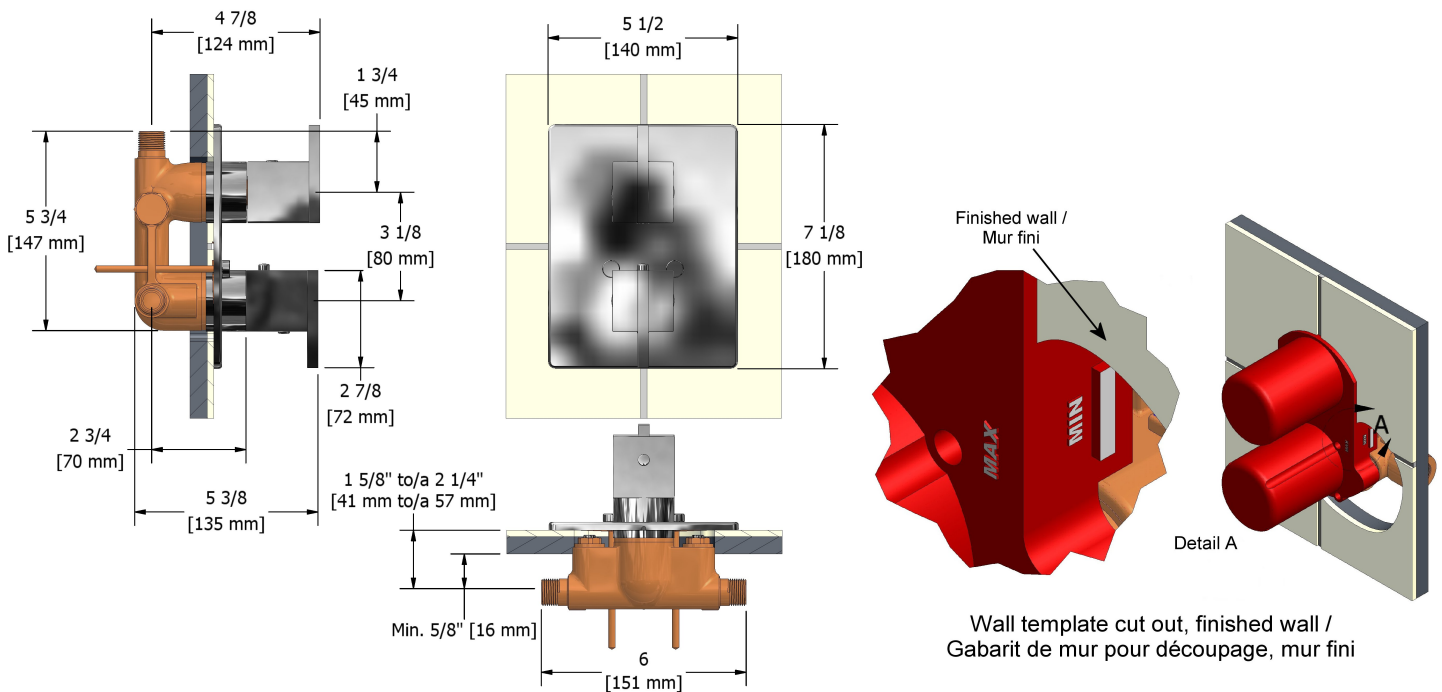 4 7/8
[124 mm]
1 3/4
[45 mm]
5 3/4
[147 mm]
3 1/8
[80 mm]
2 7/8
[72 mm]
2 3/4
[70 mm]
5 3/8
[135 mm]
5 1/2
[140 mm]
7 1/8
[180 mm]
1 5/8" to/a 2 1/4"
[41 mm to/a 57 mm]
Min. 5/8" [16 mm]
6
[151 mm]
Finished wall /
Mur fini
MAX
MIN
A
Detail A
Wall template cut out, finished wall /
Gabarit de mur pour découpage, mur fini